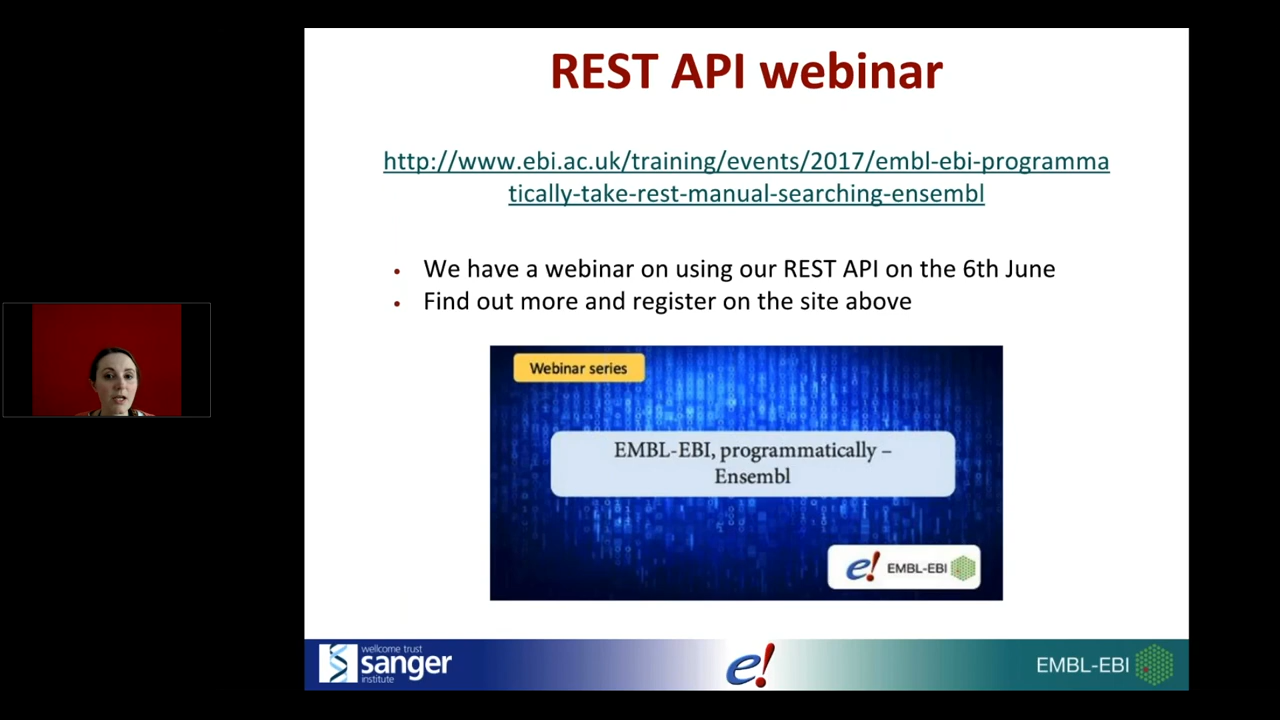 REST API webinar
http://www.ebi.ac.uk/training/events/2017/embl-ebi-programma
tically-take-rest-manual-searching-ensembl
• We have a webinar on using our REST API on the 6th June
• Find out more and register on the site above
Webinar series
EMBL-EBI, programmatically –
Ensembl
e! EMBL-EBI
wellcome trust
sanger
institute
e!
EMBL-EBI